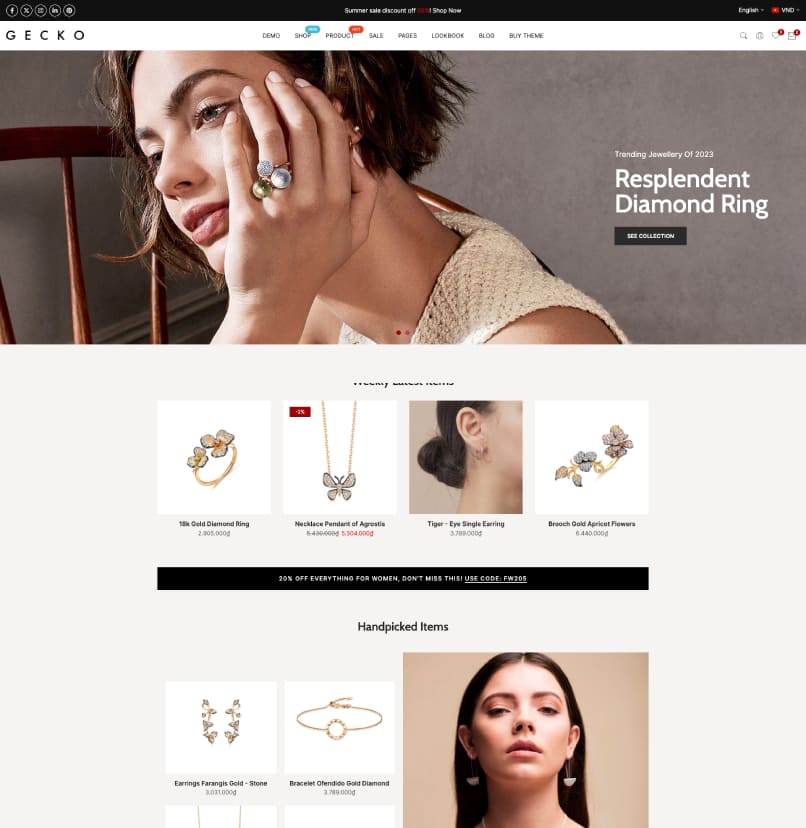 Summer sale discount off 50%! Shop Now
English
VND
GECKO
DEMO
SHOP
NEW
PRODUCT
HOT
SALE
PAGES
LOOKBOOK
BLOG
BUY THEME
0
0
Trending Jewellery Of 2023
Resplendent
Diamond Ring
SEE COLLECTION
Weekly Latest Items
-2%
18k Gold Diamond Ring
2.905.000₫
Necklace Pendant of Agrostis
5.430.000₫ 5.304.000₫
Tiger - Eye Single Earring
3.789.000₫
Brooch Gold Apricot Flowers
6.440.000₫
20% OFF EVERYTHING FOR WOMEN, DON'T MISS THIS! USE CODE: FW205
Handpicked Items
Earrings Farangis Gold - Stone
3.031.000₫
Bracelet Ofendido Gold Diamond
3.789.000₫